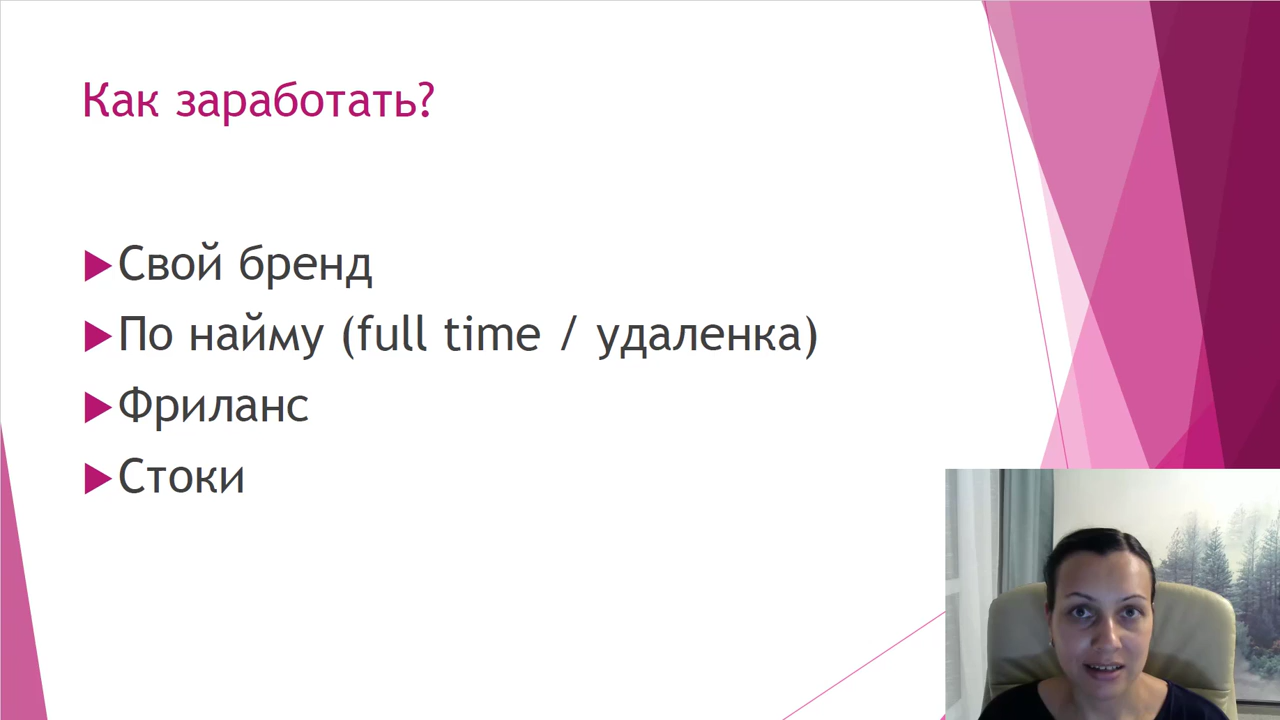 Как заработать?
Свой бренд
По найму (full time / удаленка)
Фриланс
Стоки